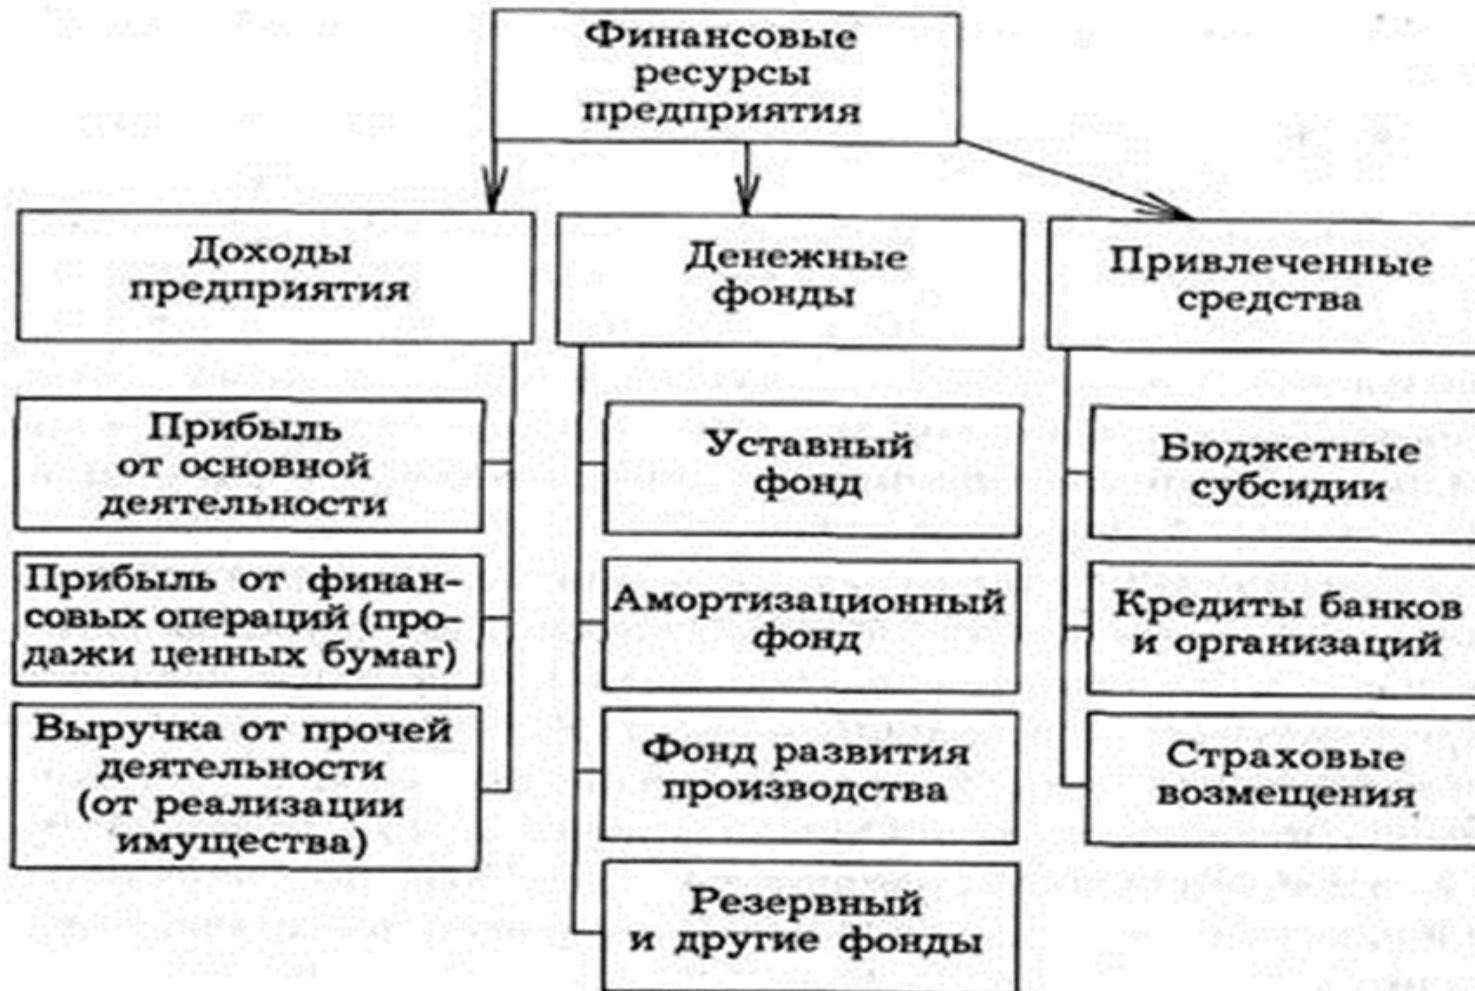 Финансовые
ресурсы
предприятия
Доходы
предприятия
Денежные
фонды
Привлеченные
средства
Прибыль
от основной
деятельности
Прибыль от финан-
совых операций (про-
дажи ценных бумаг)
Выручка от прочей
деятельности
(от реализации
имущества)
Уставный
фонд
Амортизационный
фонд
Фонд развития
производства
Резервный
и другие фонды
Бюджетные
субсидии
Кредиты банков
и организаций
Страховые
возмещения